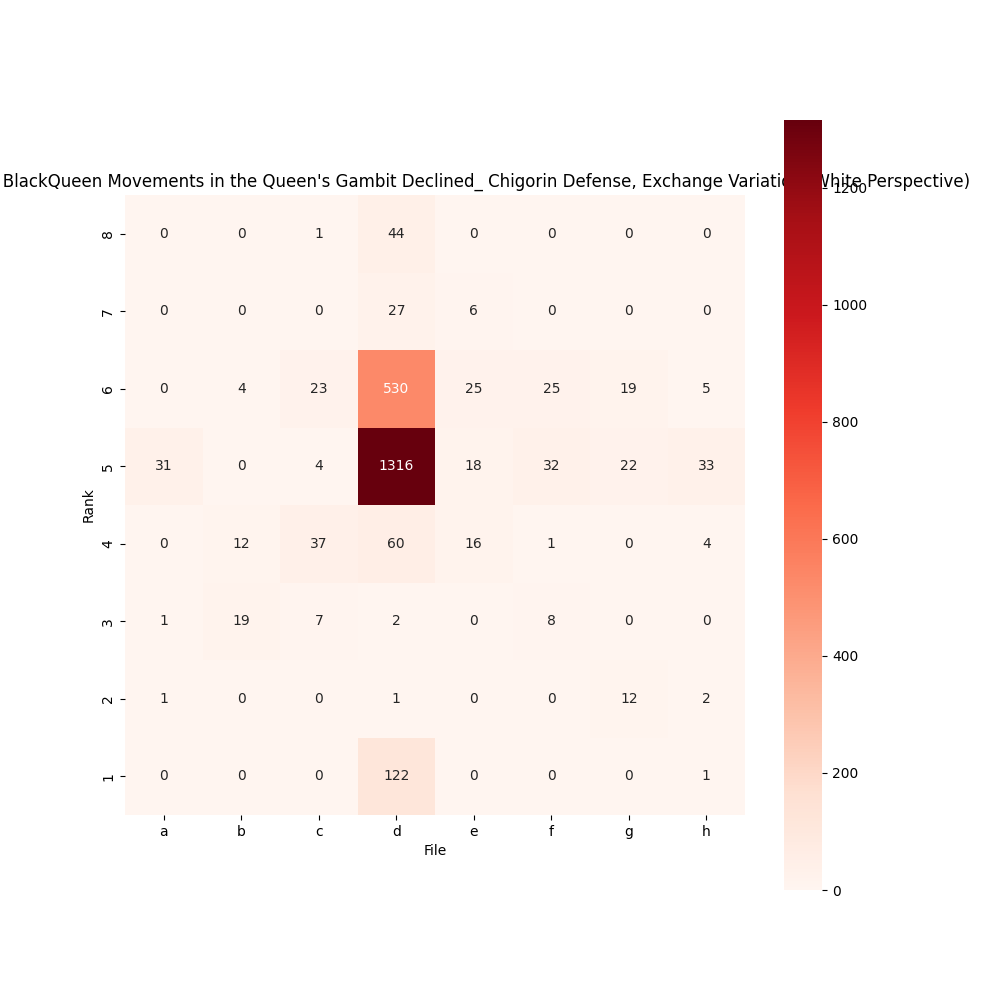 BlackQueen Movements in the Queen's Gambit Declined_ Chigorin Defense, Exchange Variation (White Perspective)
1200
8 0 0 1 44 0 0 0 0
7 0 0 0 27 6 0 0 0
1000
6 0 4 23 530 25 25 19 5
800
5 31 0 4 1316 18 32 22 33
Rank
4 0 12 37 60 16 1 0 4
600
3 1 19 7 2 0 8 0 0
400
2 1 0 0 1 0 0 12 2
200
1 0 0 0 122 0 0 0 1
a b c d e f g h
File
0